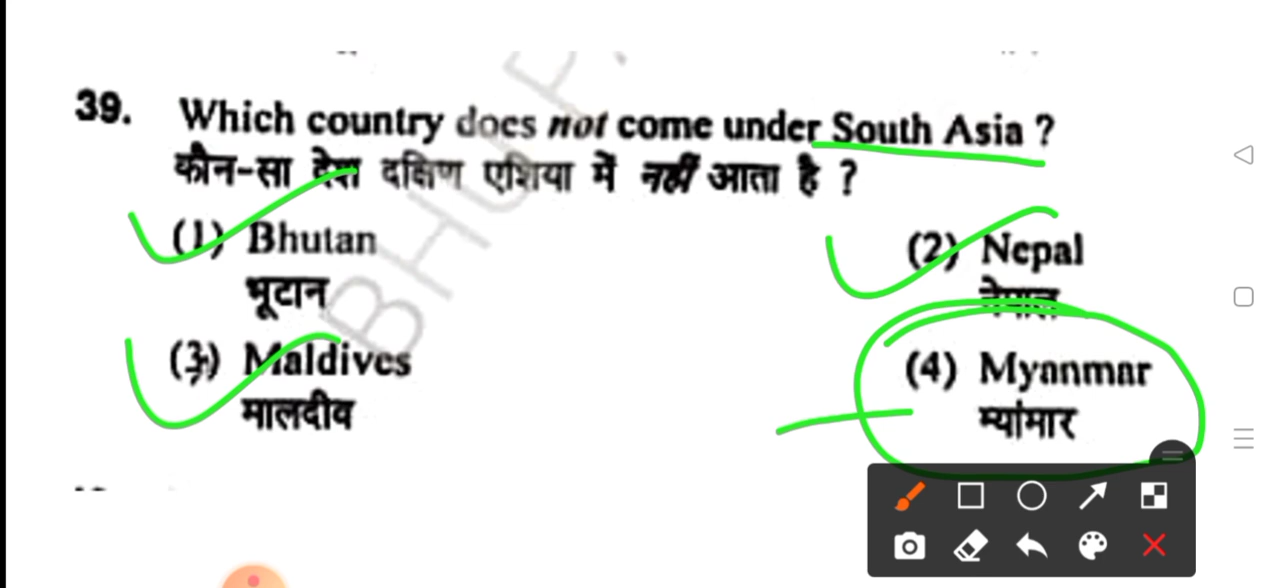 39. Which country does not come under South Asia ?
कौन-सा देश दक्षिण एशिया में नहीं आता है ?
(1) Bhutan
भूटान
(2) Nepal
नेपाल
(3) Maldives
मालदीव
(4) Myanmar
म्यांमार